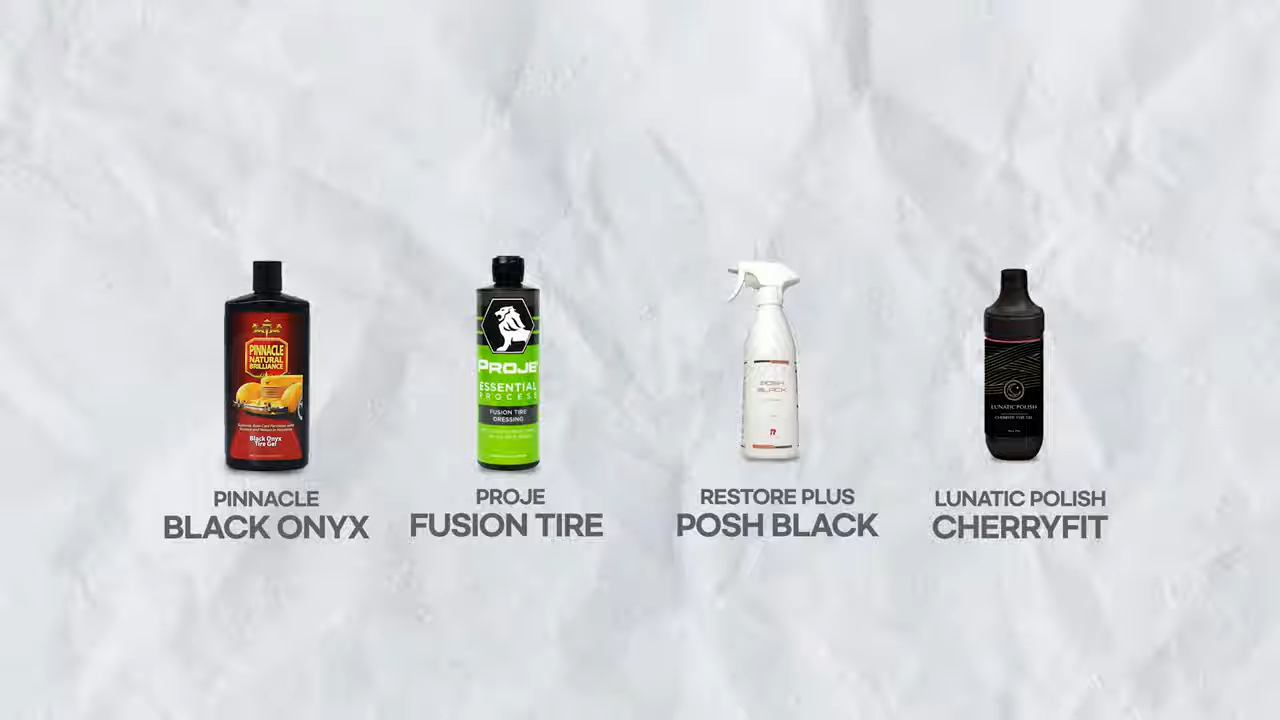 PINNACLE
NATURAL
BRILLIANCE
Black Onyx
Tire Gel
PROJE
ESSENTIAL
PROCESS
FUSION TIRE
DRESSING
POSH
BLACK
LUNATIC POLISH
CHERRYFIT TIRE GEL
PINNACLE
BLACK ONYX
PROJE
FUSION TIRE
RESTORE PLUS
POSH BLACK
LUNATIC POLISH
CHERRYFIT